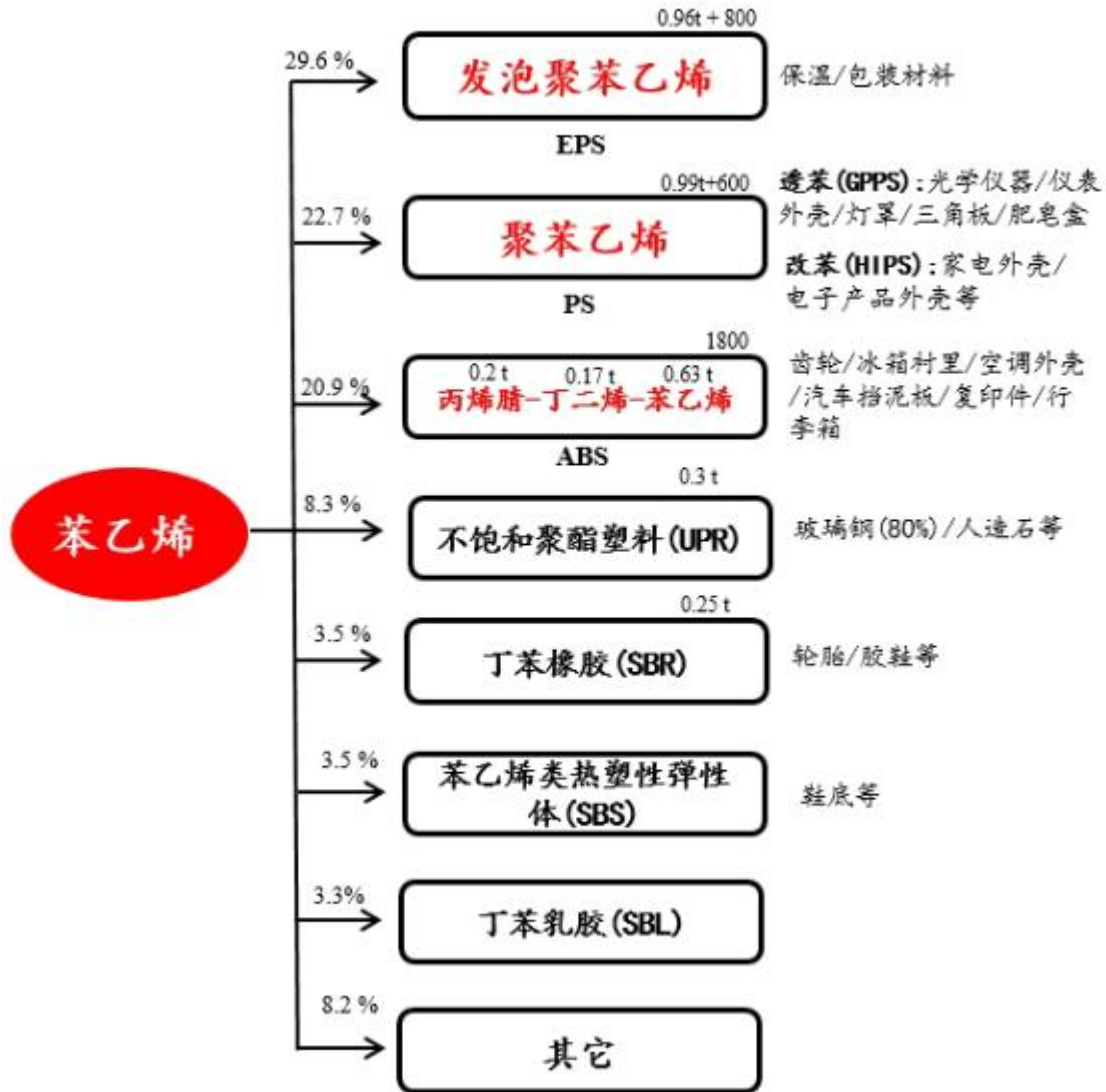 0.96t + 800
29.6 %
发泡聚苯乙烯
保温/包装材料
EPS
0.99t+600
22.7 %
聚苯乙烯
透苯(GPPS):光学仪器/仪表
外壳/灯罩/三角板/肥皂盒
改苯(HIPS):家电外壳/
电子产品外壳等
PS
1800
20.9 %
0.2 t
0.17 t
0.63 t
丙烯腈-丁二烯-苯乙烯
齿轮/冰箱村里/空调外壳
/汽车挡泥板/复印件/行
李箱
ABS
苯乙烯
8.3 %
0.3 t
不饱和聚酯塑料(UPR)
玻璃钢(80%)/人造石等
3.5 %
0.25 t
丁苯橡胶(SBR)
轮胎/胶鞋等
3.5 %
苯乙烯类热塑性弹性
体(SBS)
鞋底等
3.3%
丁苯乳胶(SBL)
8.2 %
其它